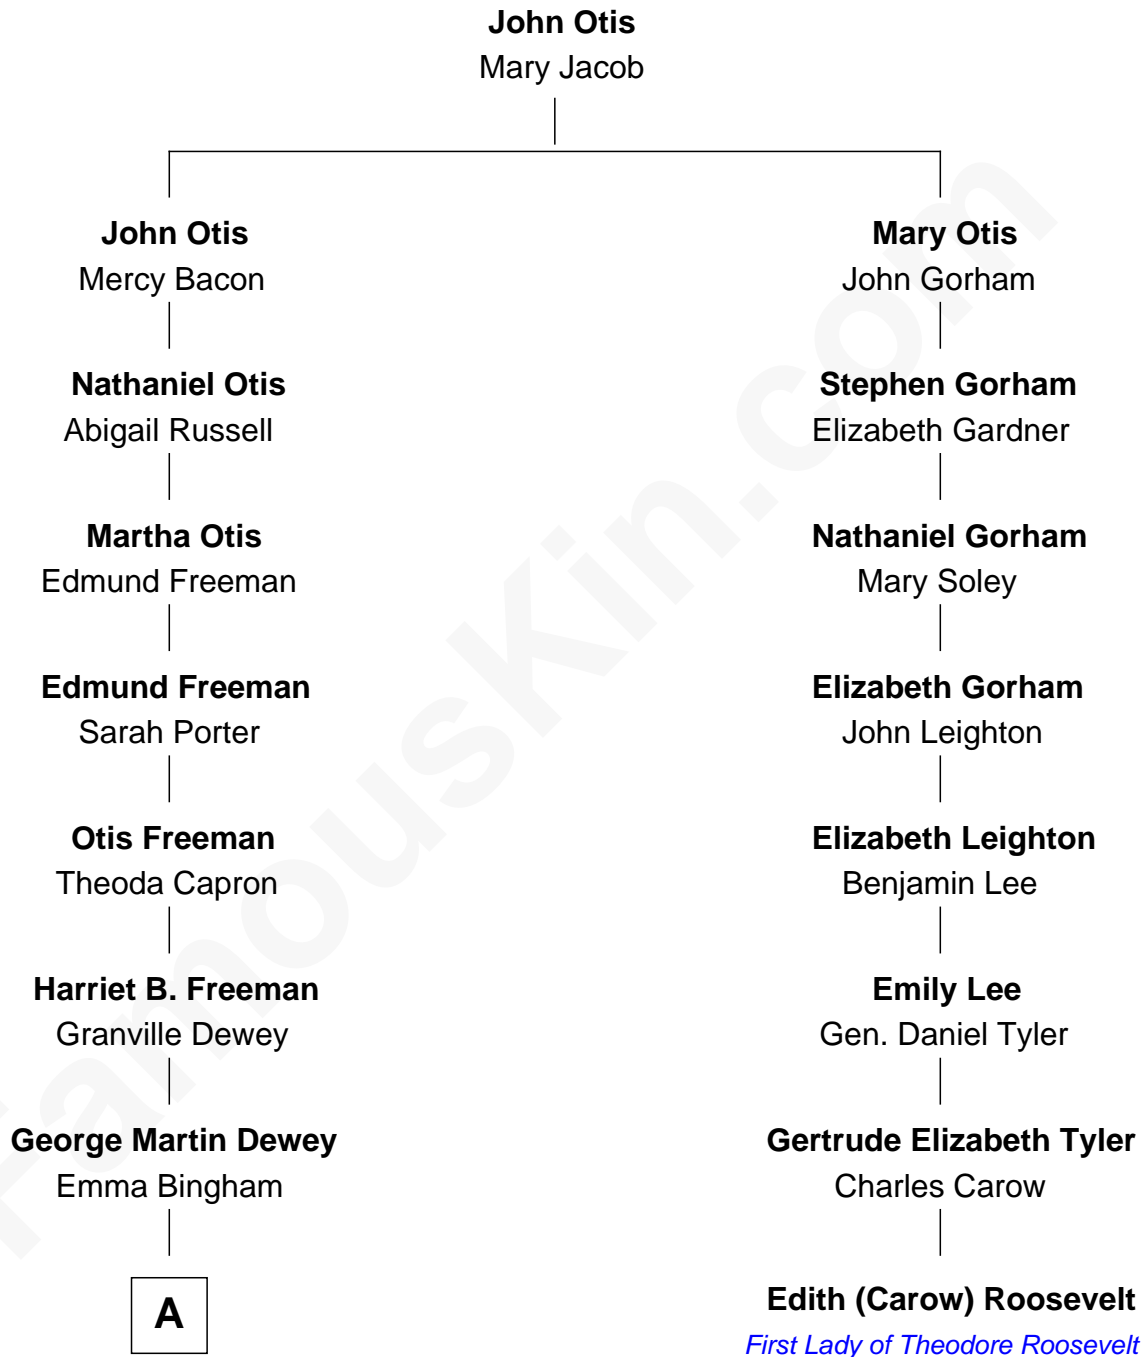 John Otis
Mary Jacob
John Otis
Mercy Bacon
Mary Otis
John Gorham
Nathaniel Otis
Abigail Russell
Stephen Gorham
Elizabeth Gardner
Martha Otis
Edmund Freeman
Nathaniel Gorham
Mary Soley
Edmund Freeman
Sarah Porter
Elizabeth Gorham
John Leighton
Otis Freeman
Theoda Capron
Elizabeth Leighton
Benjamin Lee
Harriet B. Freeman
Granville Dewey
Emily Lee
Gen. Daniel Tyler
George Martin Dewey
Emma Bingham
Gertrude Elizabeth Tyler
Charles Carow
A
Edith (Carow) Roosevelt
First Lady of Theodore Roosevelt
FamousKin.com